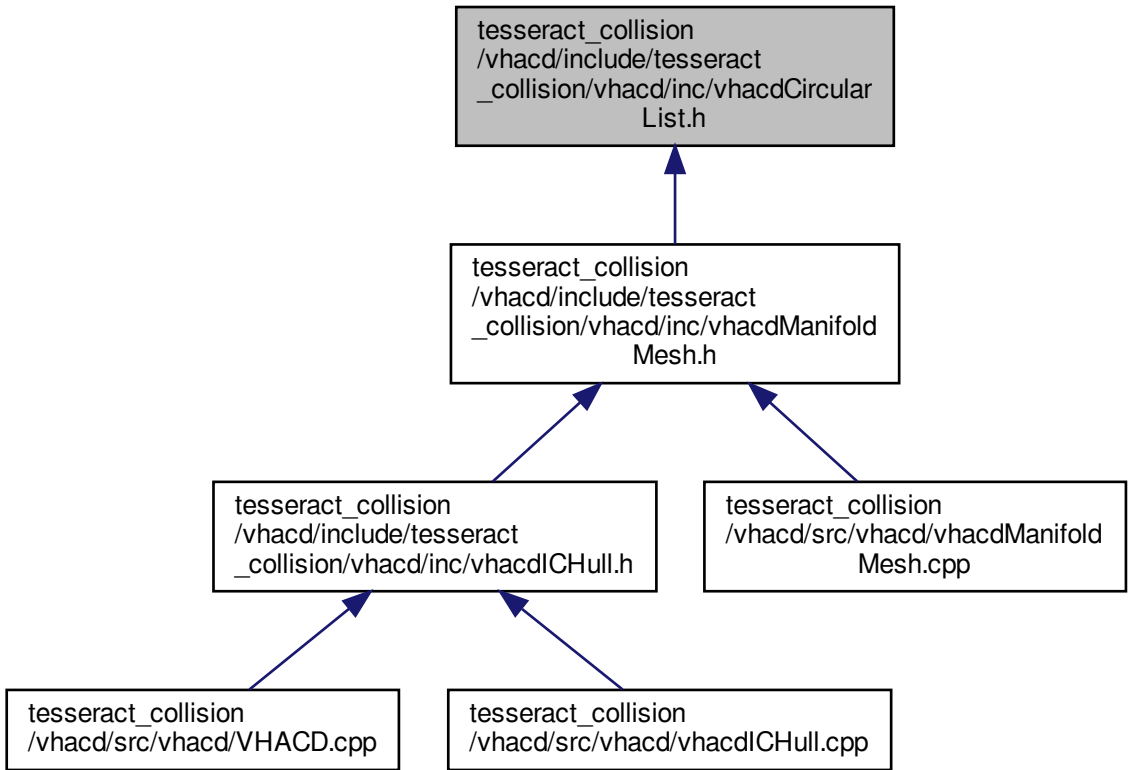 tesseract_collision
/vhacd/include/tesseract
_collision/vhacd/inc/vhacdCircular
List.h
tesseract_collision
/vhacd/include/tesseract
_collision/vhacd/inc/vhacdManifold
Mesh.h
tesseract_collision
/vhacd/include/tesseract
_collision/vhacd/inc/vhacdICHull.h
tesseract_collision
/vhacd/src/vhacd/vhacdManifold
Mesh.cpp
tesseract_collision
/vhacd/src/vhacd/VHACD.cpp
tesseract_collision
/vhacd/src/vhacd/vhacdICHull.cpp